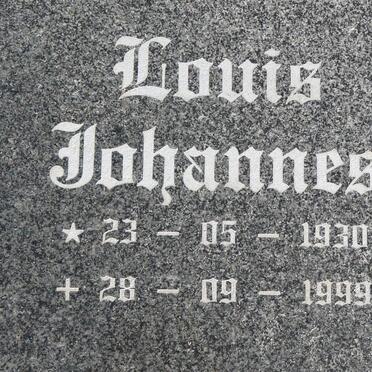 Louis
Johannes
★ 23 - 05 - 1930
+ 28 - 09 - 1999